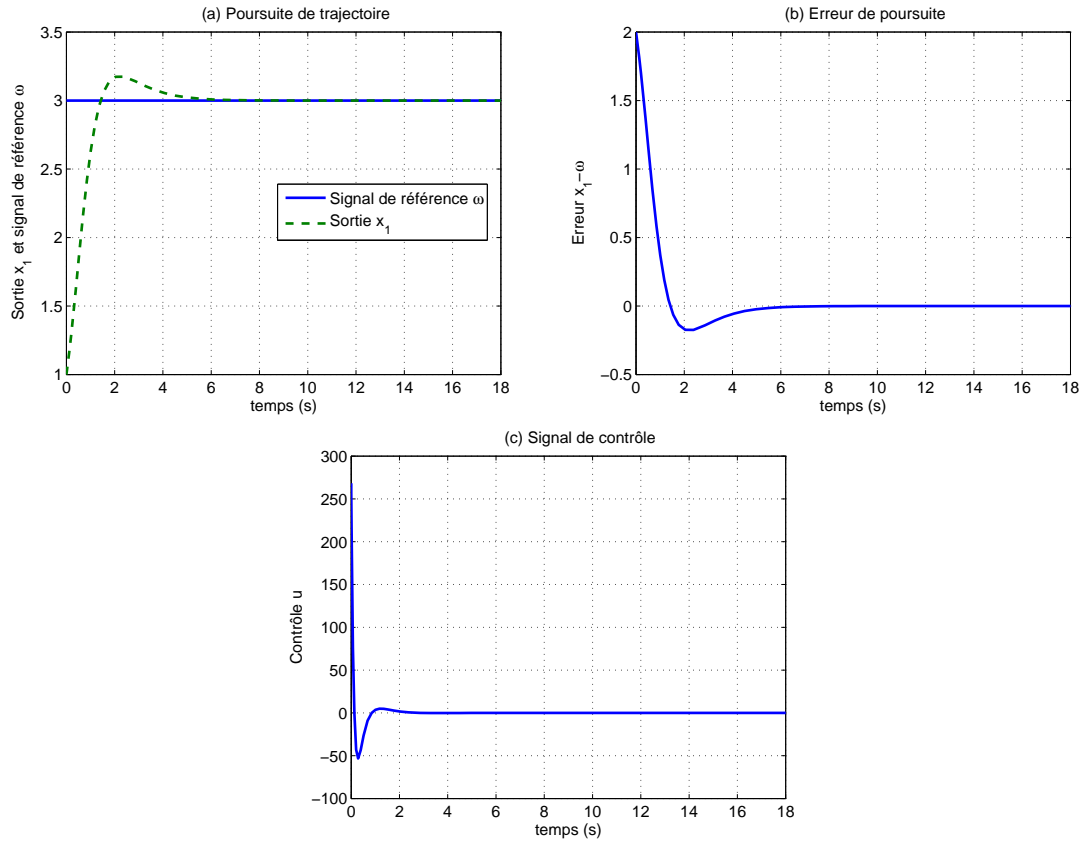 (a) Poursuite de trajectoire
3.5
3
2.5
2
1.5
1
0 2 4 6 8 10 12 14 16 18
temps (s)
Sortie x_1 et signal de référence ω
Signal de référence ω
Sortie x_1
(b) Erreur de poursuite
2
1.5
1
0.5
0
−0.5
0 2 4 6 8 10 12 14 16 18
temps (s)
Erreur x_1−ω
(c) Signal de contrôle
300
250
200
150
100
50
0
−50
−100
0 2 4 6 8 10 12 14 16 18
temps (s)
Contrôle u